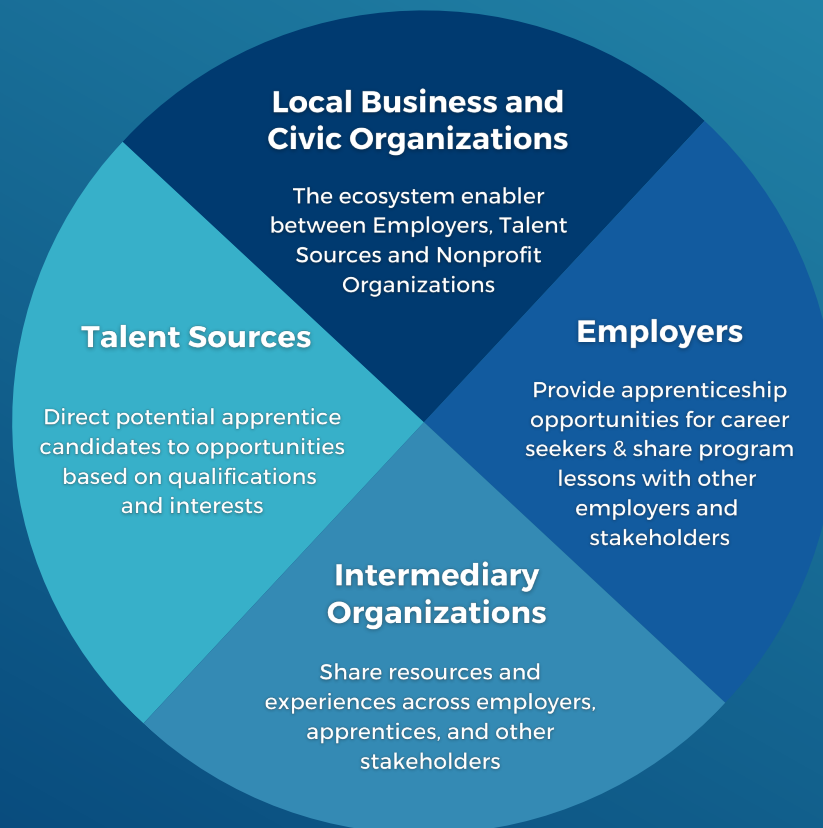 Local Business and
Civic Organizations
The ecosystem enabler
between Employers, Talent
Sources and Nonprofit
Organizations
Talent Sources
Direct potential apprentice
candidates to opportunities
based on qualifications
and interests
Employers
Provide apprenticeship
opportunities for career
seekers & share program
lessons with other
employers and
stakeholders
Intermediary
Organizations
Share resources and
experiences across employers,
apprentices, and other
stakeholders